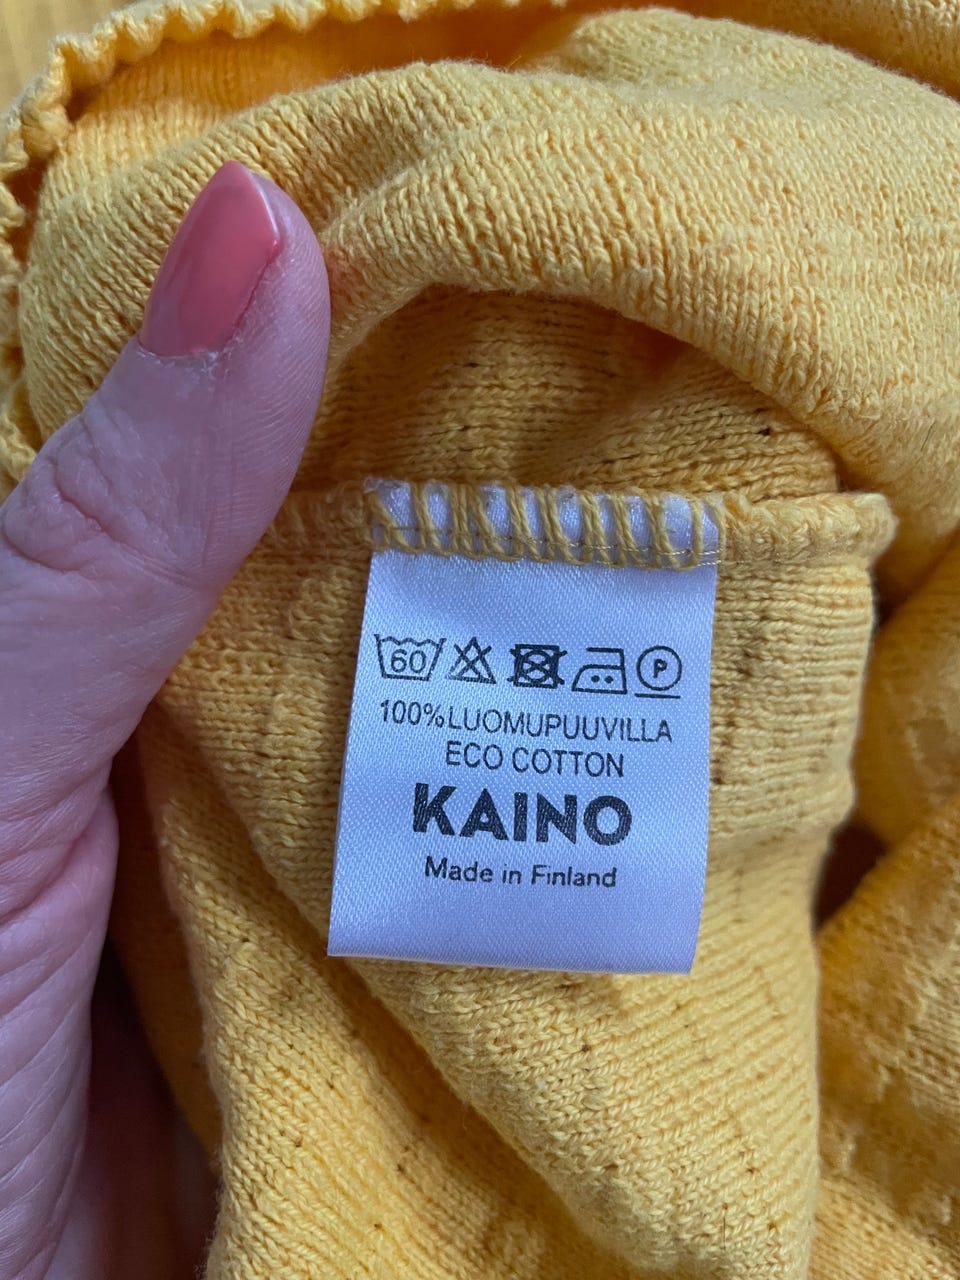 60 P
100% LUOMUPUUVILLA
ECO COTTON
KAINO
Made in Finland